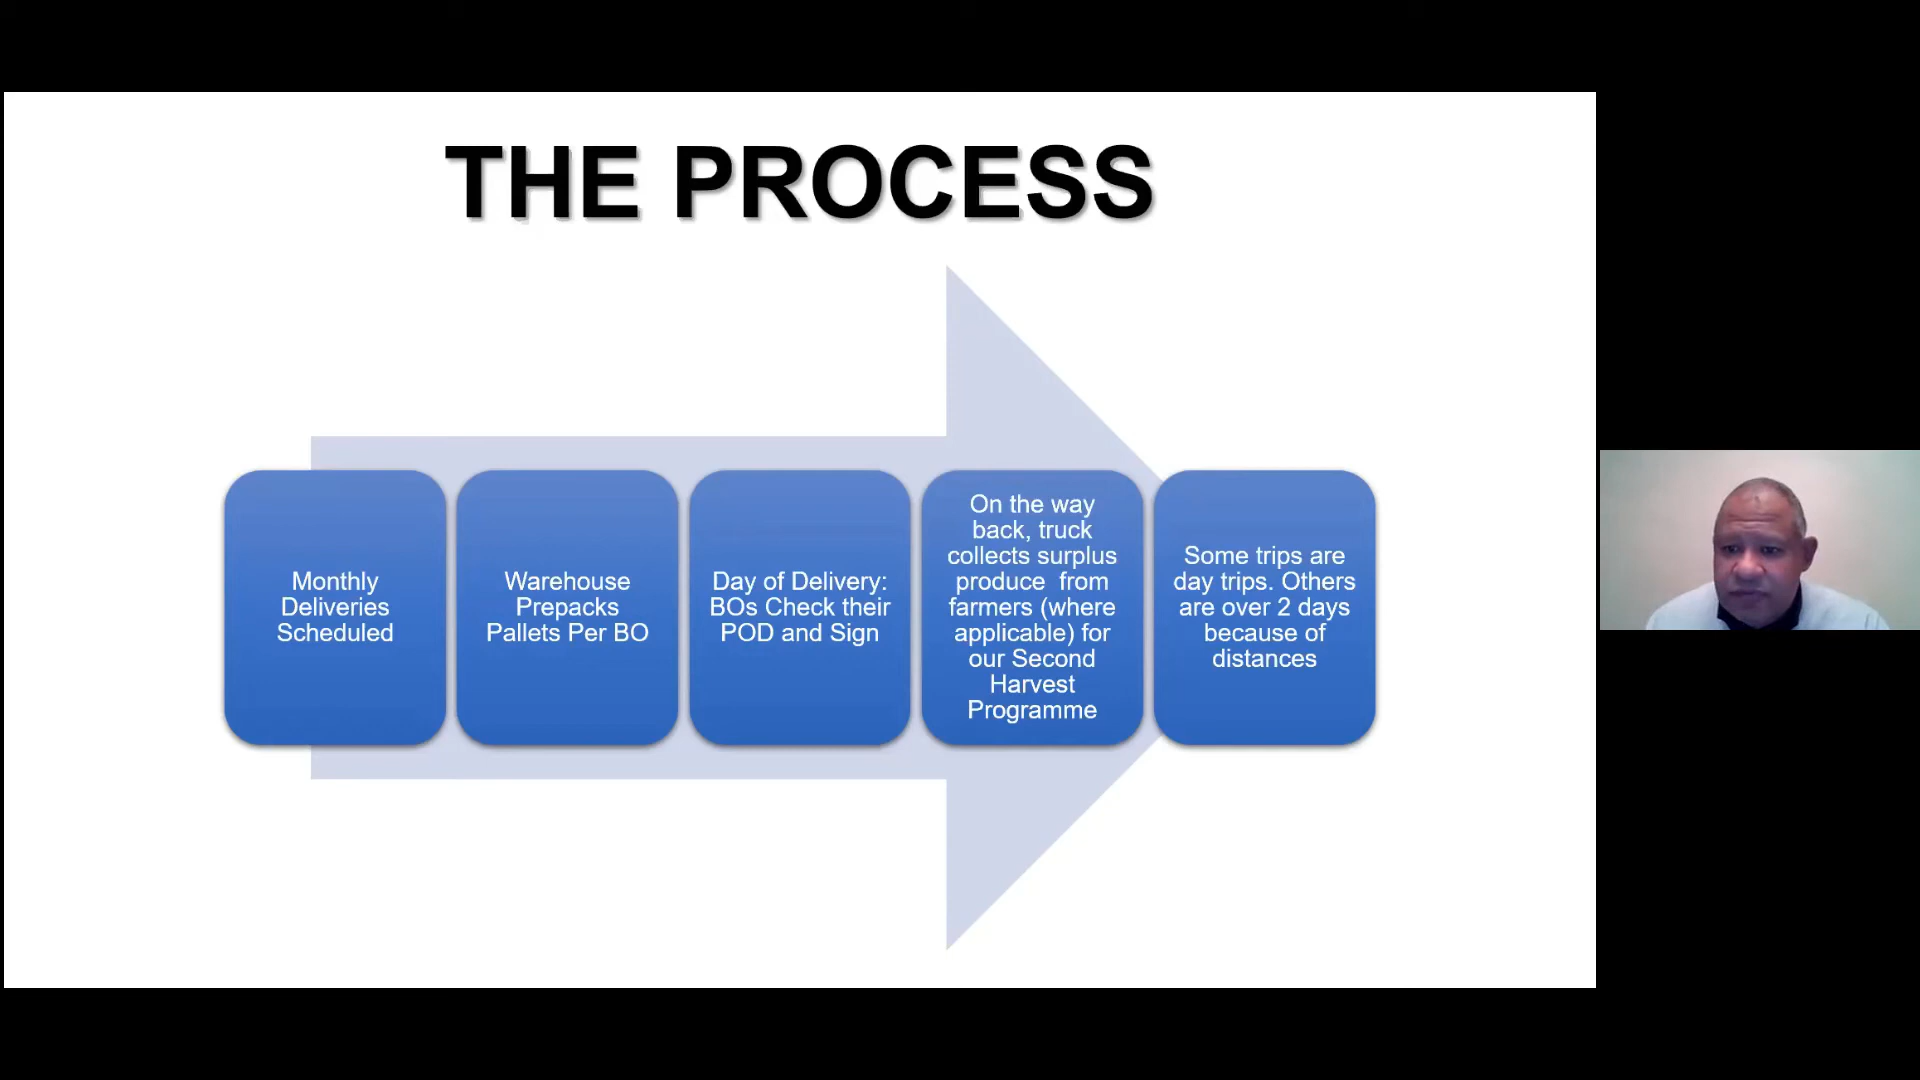 THE PROCESS
Monthly
Deliveries
Scheduled
Warehouse
Prepacks
Pallets Per BO
Day of Delivery:
BOs Check their
POD and Sign
On the way
back, truck
collects surplus
produce from
farmers (where
applicable) for
our Second
Harvest
Programme
Some trips are
day trips. Others
are over 2 days
because of
distances